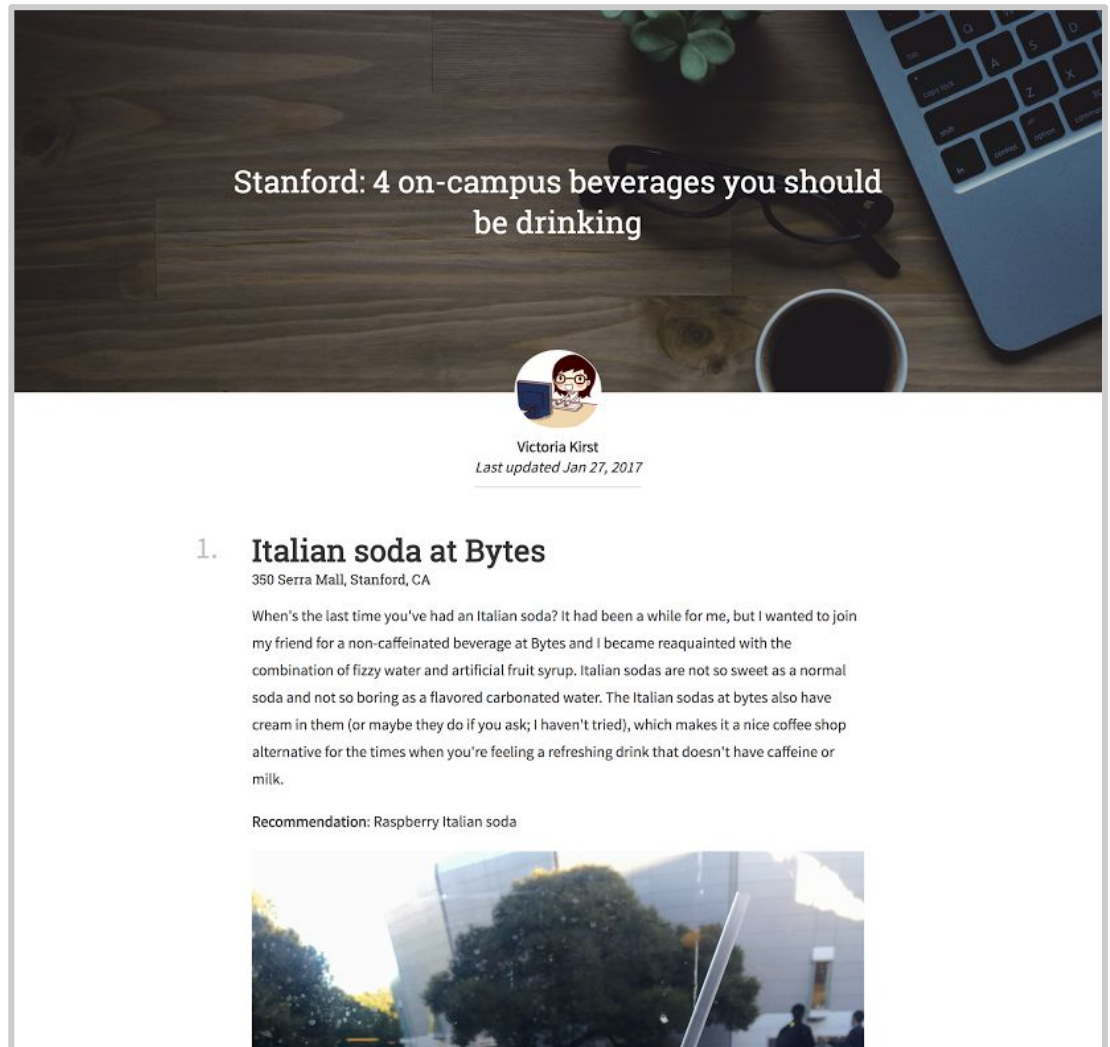 Stanford: 4 on-campus beverages you should
be drinking
Victoria Kirst
Last updated Jan 27, 2017
1. Italian soda at Bytes
350 Serra Mall, Stanford, CA
When's the last time you've had an Italian soda? It had been a while for me, but I wanted to join
my friend for a non-caffeinated beverage at Bytes and I became reaquainted with the
combination of fizzy water and artificial fruit syrup. Italian sodas are not so sweet as a normal
soda and not so boring as a flavored carbonated water. The Italian sodas at bytes also have
cream in them (or maybe they do if you ask; I haven't tried), which makes it a nice coffee shop
alternative for the times when you're feeling a refreshing drink that doesn't have caffeine or
milk.
Recommendation: Raspberry Italian soda